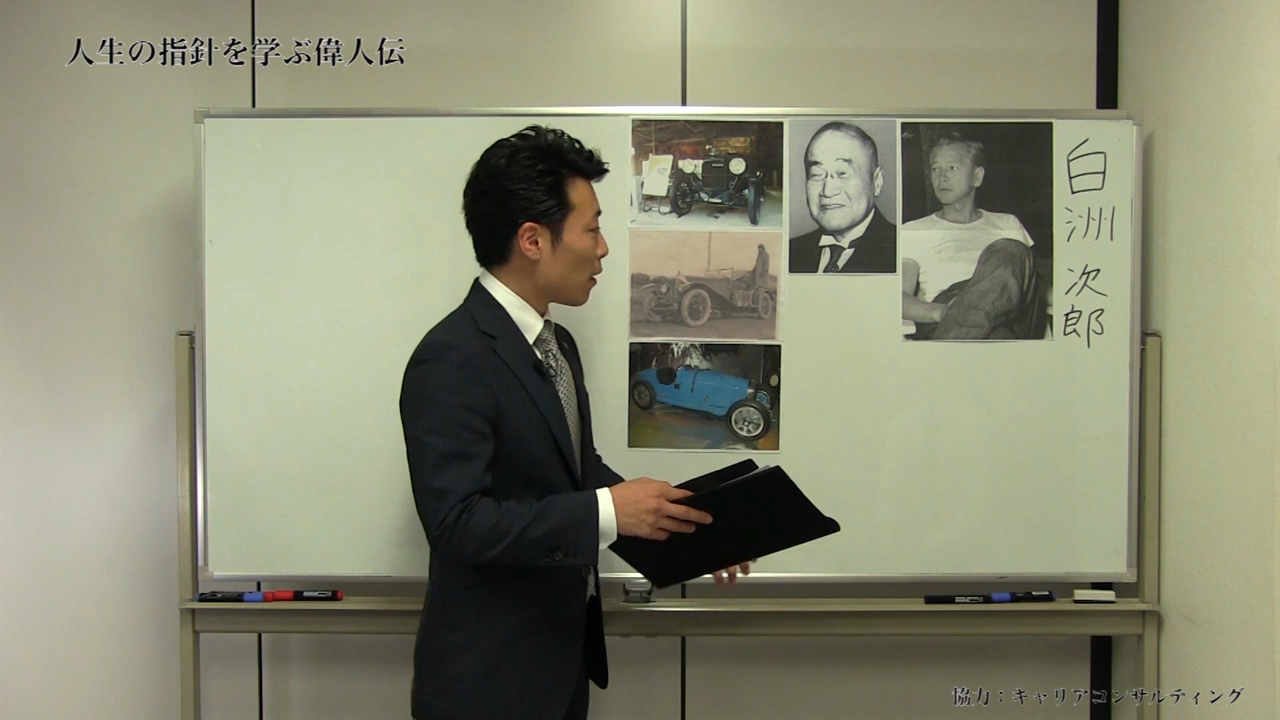 人生の指針を学ぶ偉人伝
白洲次郎
協力：キャリアコンサルティング